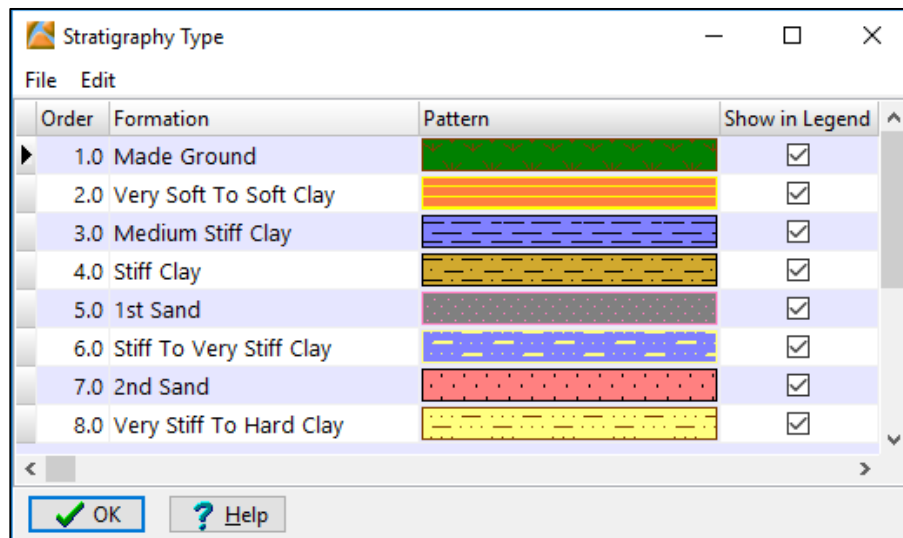 Stratigraphy Type
File Edit
Order Formation Pattern Show in Legend
1.0 Made Ground
2.0 Very Soft To Soft Clay
3.0 Medium Stiff Clay
4.0 Stiff Clay
5.0 1st Sand
6.0 Stiff To Very Stiff Clay
7.0 2nd Sand
8.0 Very Stiff To Hard Clay
OK ? Help